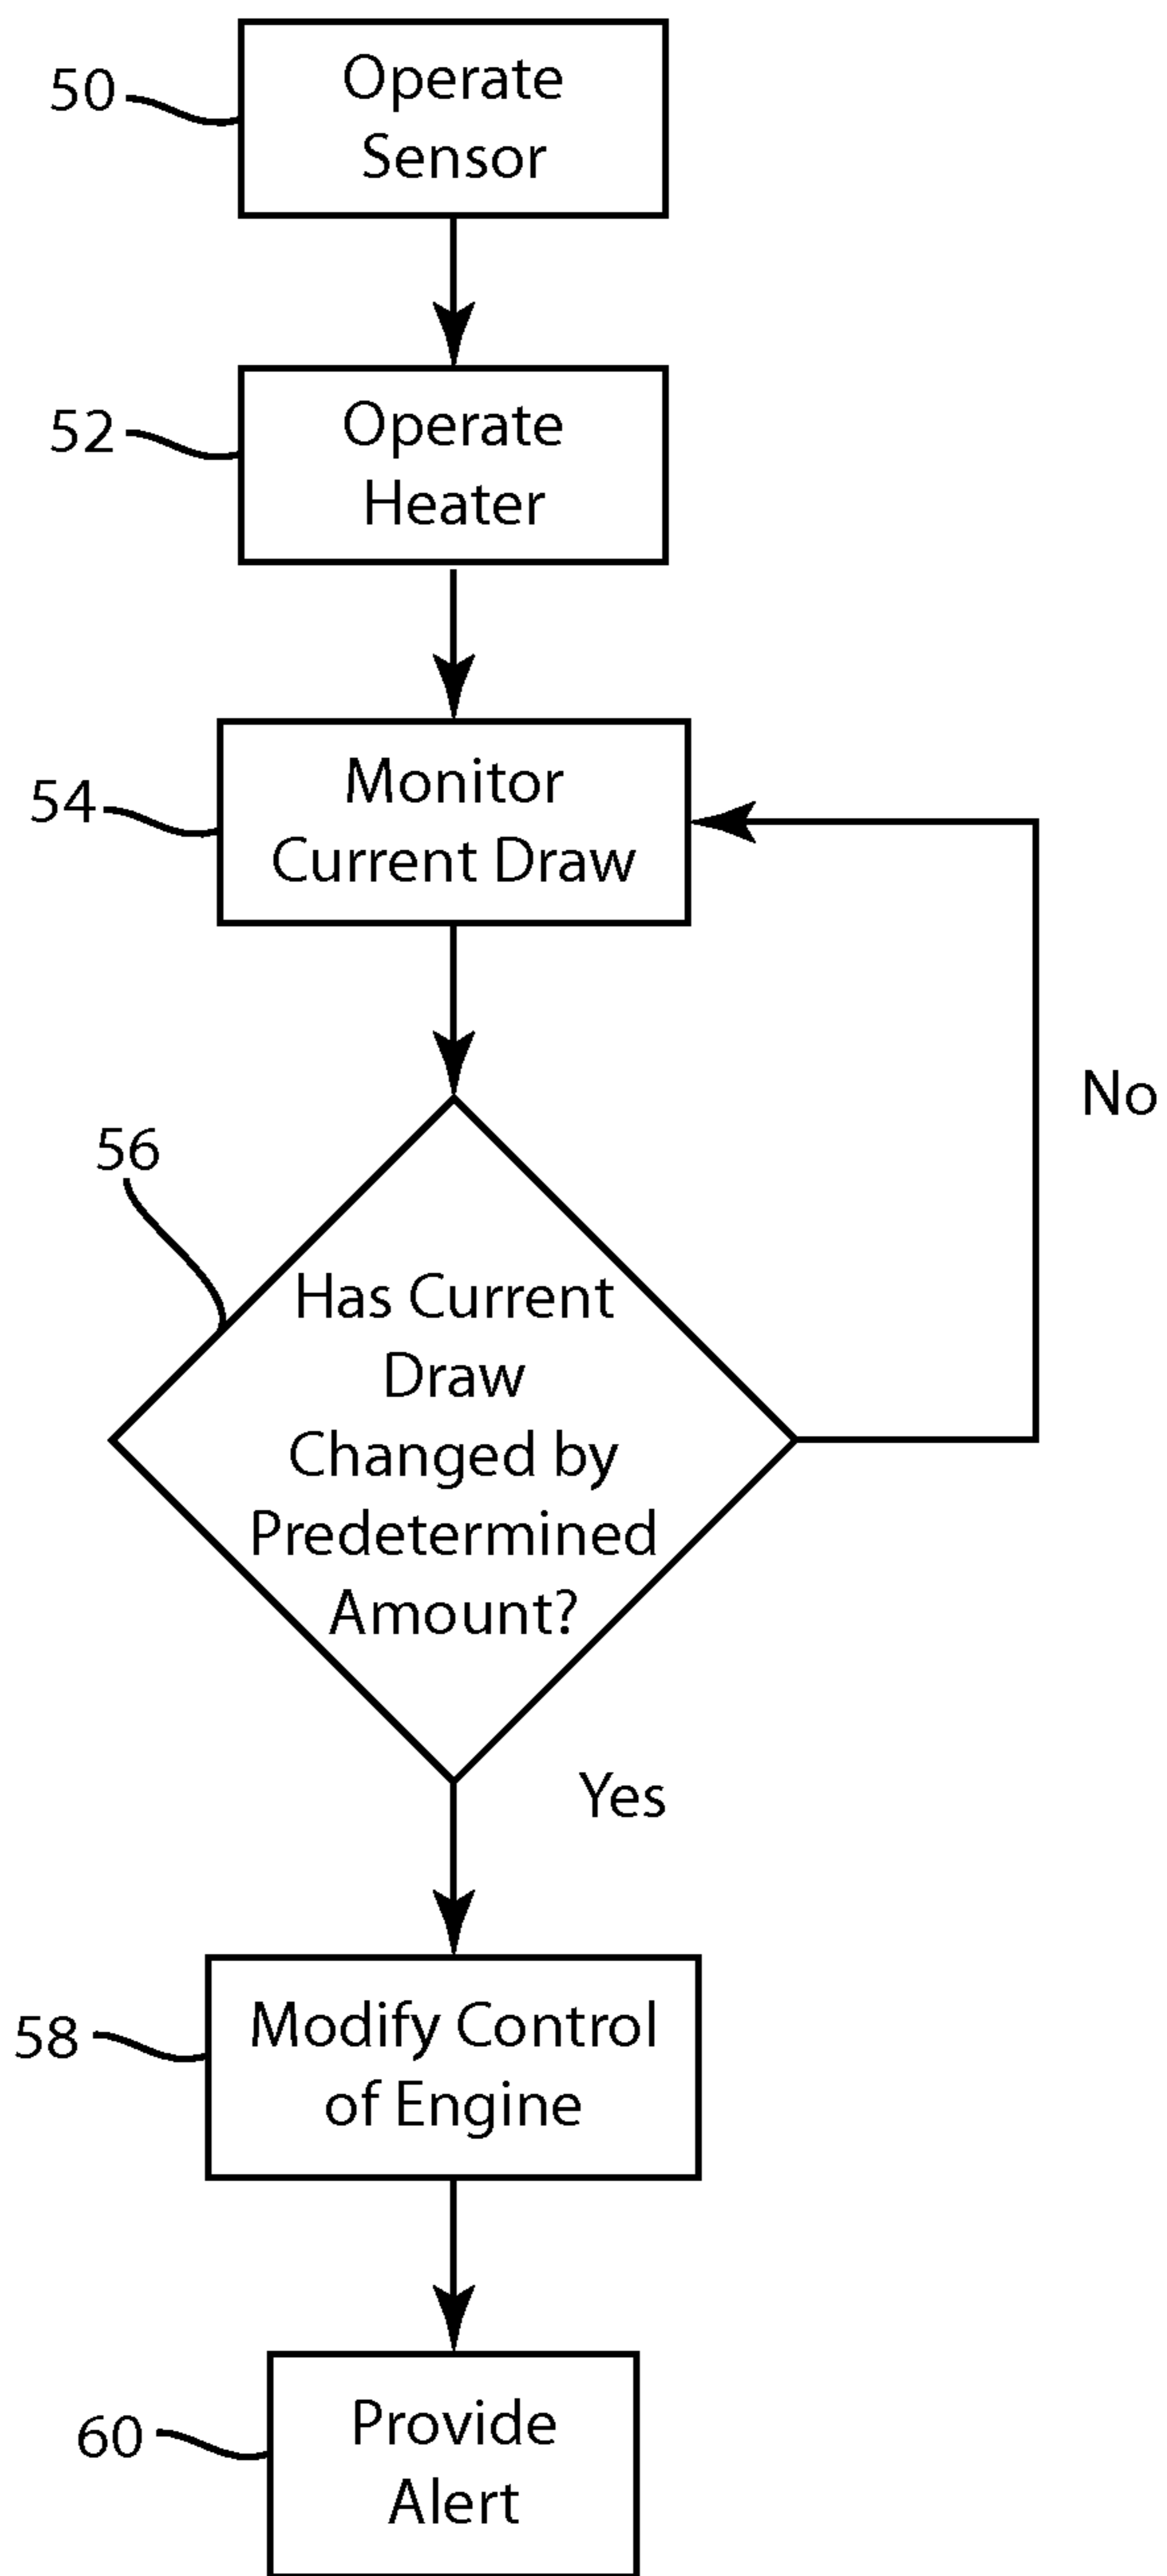 50
Operate
Sensor
52
Operate
Heater
54
Monitor
Current Draw
No
56
Has Current
Draw
Changed by
Predetermined
Amount?
Yes
58
Modify Control
of Engine
60
Provide
Alert